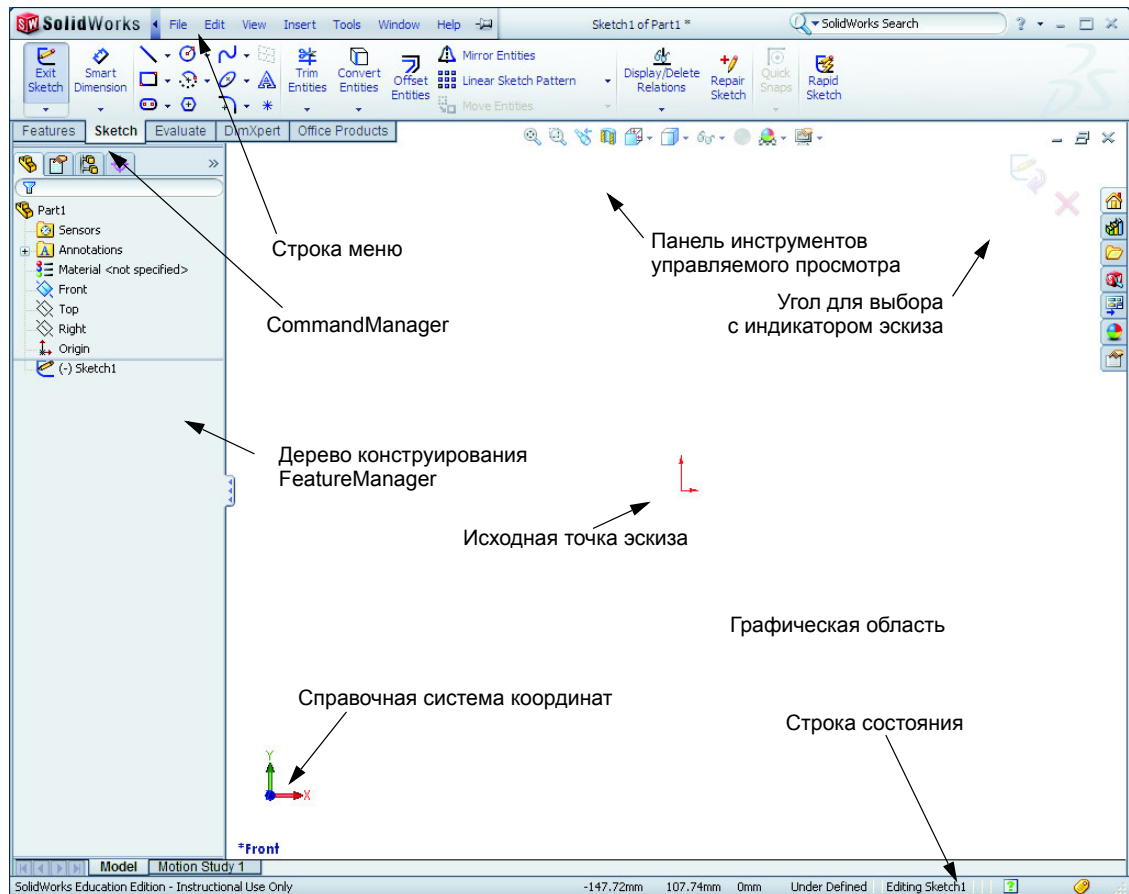 SolidWorks File Edit View Insert Tools Window Help Sketch1 of Part1 * SolidWorks Search ?
Exit Sketch
Smart Dimension
Trim Entities
Convert Entities
Offset Entities
Mirror Entities
Linear Sketch Pattern
Move Entities
Display/Delete Relations
Repair Sketch
Quick Snaps
Rapid Sketch
Features Sketch Evaluate DimXpert Office Products
Part1
Sensors
Annotations
Material <not specified>
Front
Top
Right
Origin
(-) Sketch1
Строка меню
CommandManager
Панель инструментов
управляемого просмотра
Угол для выбора
с индикатором эскиза
Дерево конструирования
FeatureManager
Исходная точка эскиза
Графическая область
Справочная система координат
Строка состояния
Y
X
*Front
Model Motion Study 1
SolidWorks Education Edition - Instructional Use Only -147.72mm 107.74mm 0mm Under Defined Editing Sketch1 ?